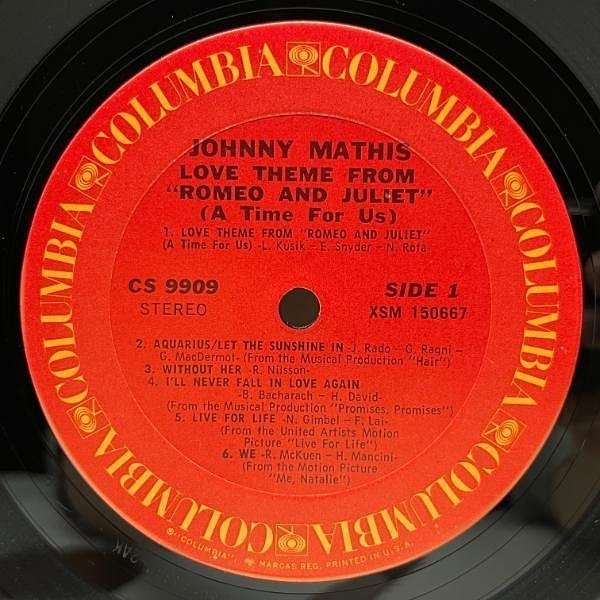 COLUMBIA COLUMBIA COLUMBIA COLUMBIA COLUMBIA COLUMBIA
JOHNNY MATHIS
LOVE THEME FROM
"ROMEO AND JULIET"
(A Time For Us)
1. LOVE THEME FROM "ROMEO AND JULIET"
(A Time For Us) -L. Kusik – E. Snyder – N. Rota-
CS 9909
STEREO
SIDE 1
XSM 150667
2. AQUARIUS/LET THE SUNSHINE IN -J. Rado – G. Ragni –
G. MacDermot- (From the Musical Production "Hair")
3. WITHOUT HER -R. Nilsson-
4. I'LL NEVER FALL IN LOVE AGAIN
-B. Bacharach – H. David-
(From the Musical Production "Promises, Promises")
5. LIVE FOR LIFE -N. Gimbel – F. Lai-
(From the United Artists Motion
Picture "Live For Life")
6. WE -R. McKuen – H. Mancini-
(From the Motion Picture
"Me, Natalie")
® "COLUMBIA", MARCAS REG. PRINTED IN U.S.A.